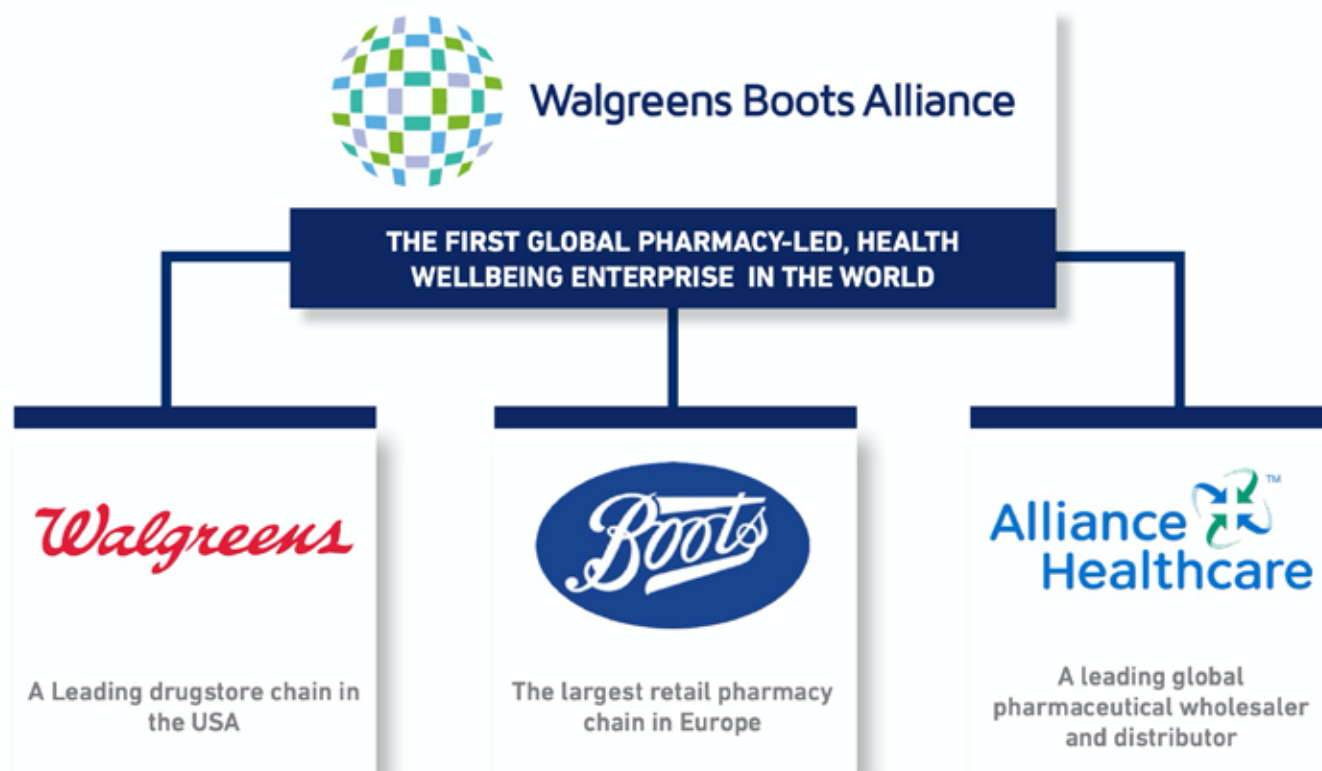 Walgreens Boots Alliance
THE FIRST GLOBAL PHARMACY-LED, HEALTH
WELLBEING ENTERPRISE IN THE WORLD
Walgreens
A Leading drugstore chain in
the USA
Boots
The largest retail pharmacy
chain in Europe
Alliance TM
Healthcare
A leading global
pharmaceutical wholesaler
and distributor